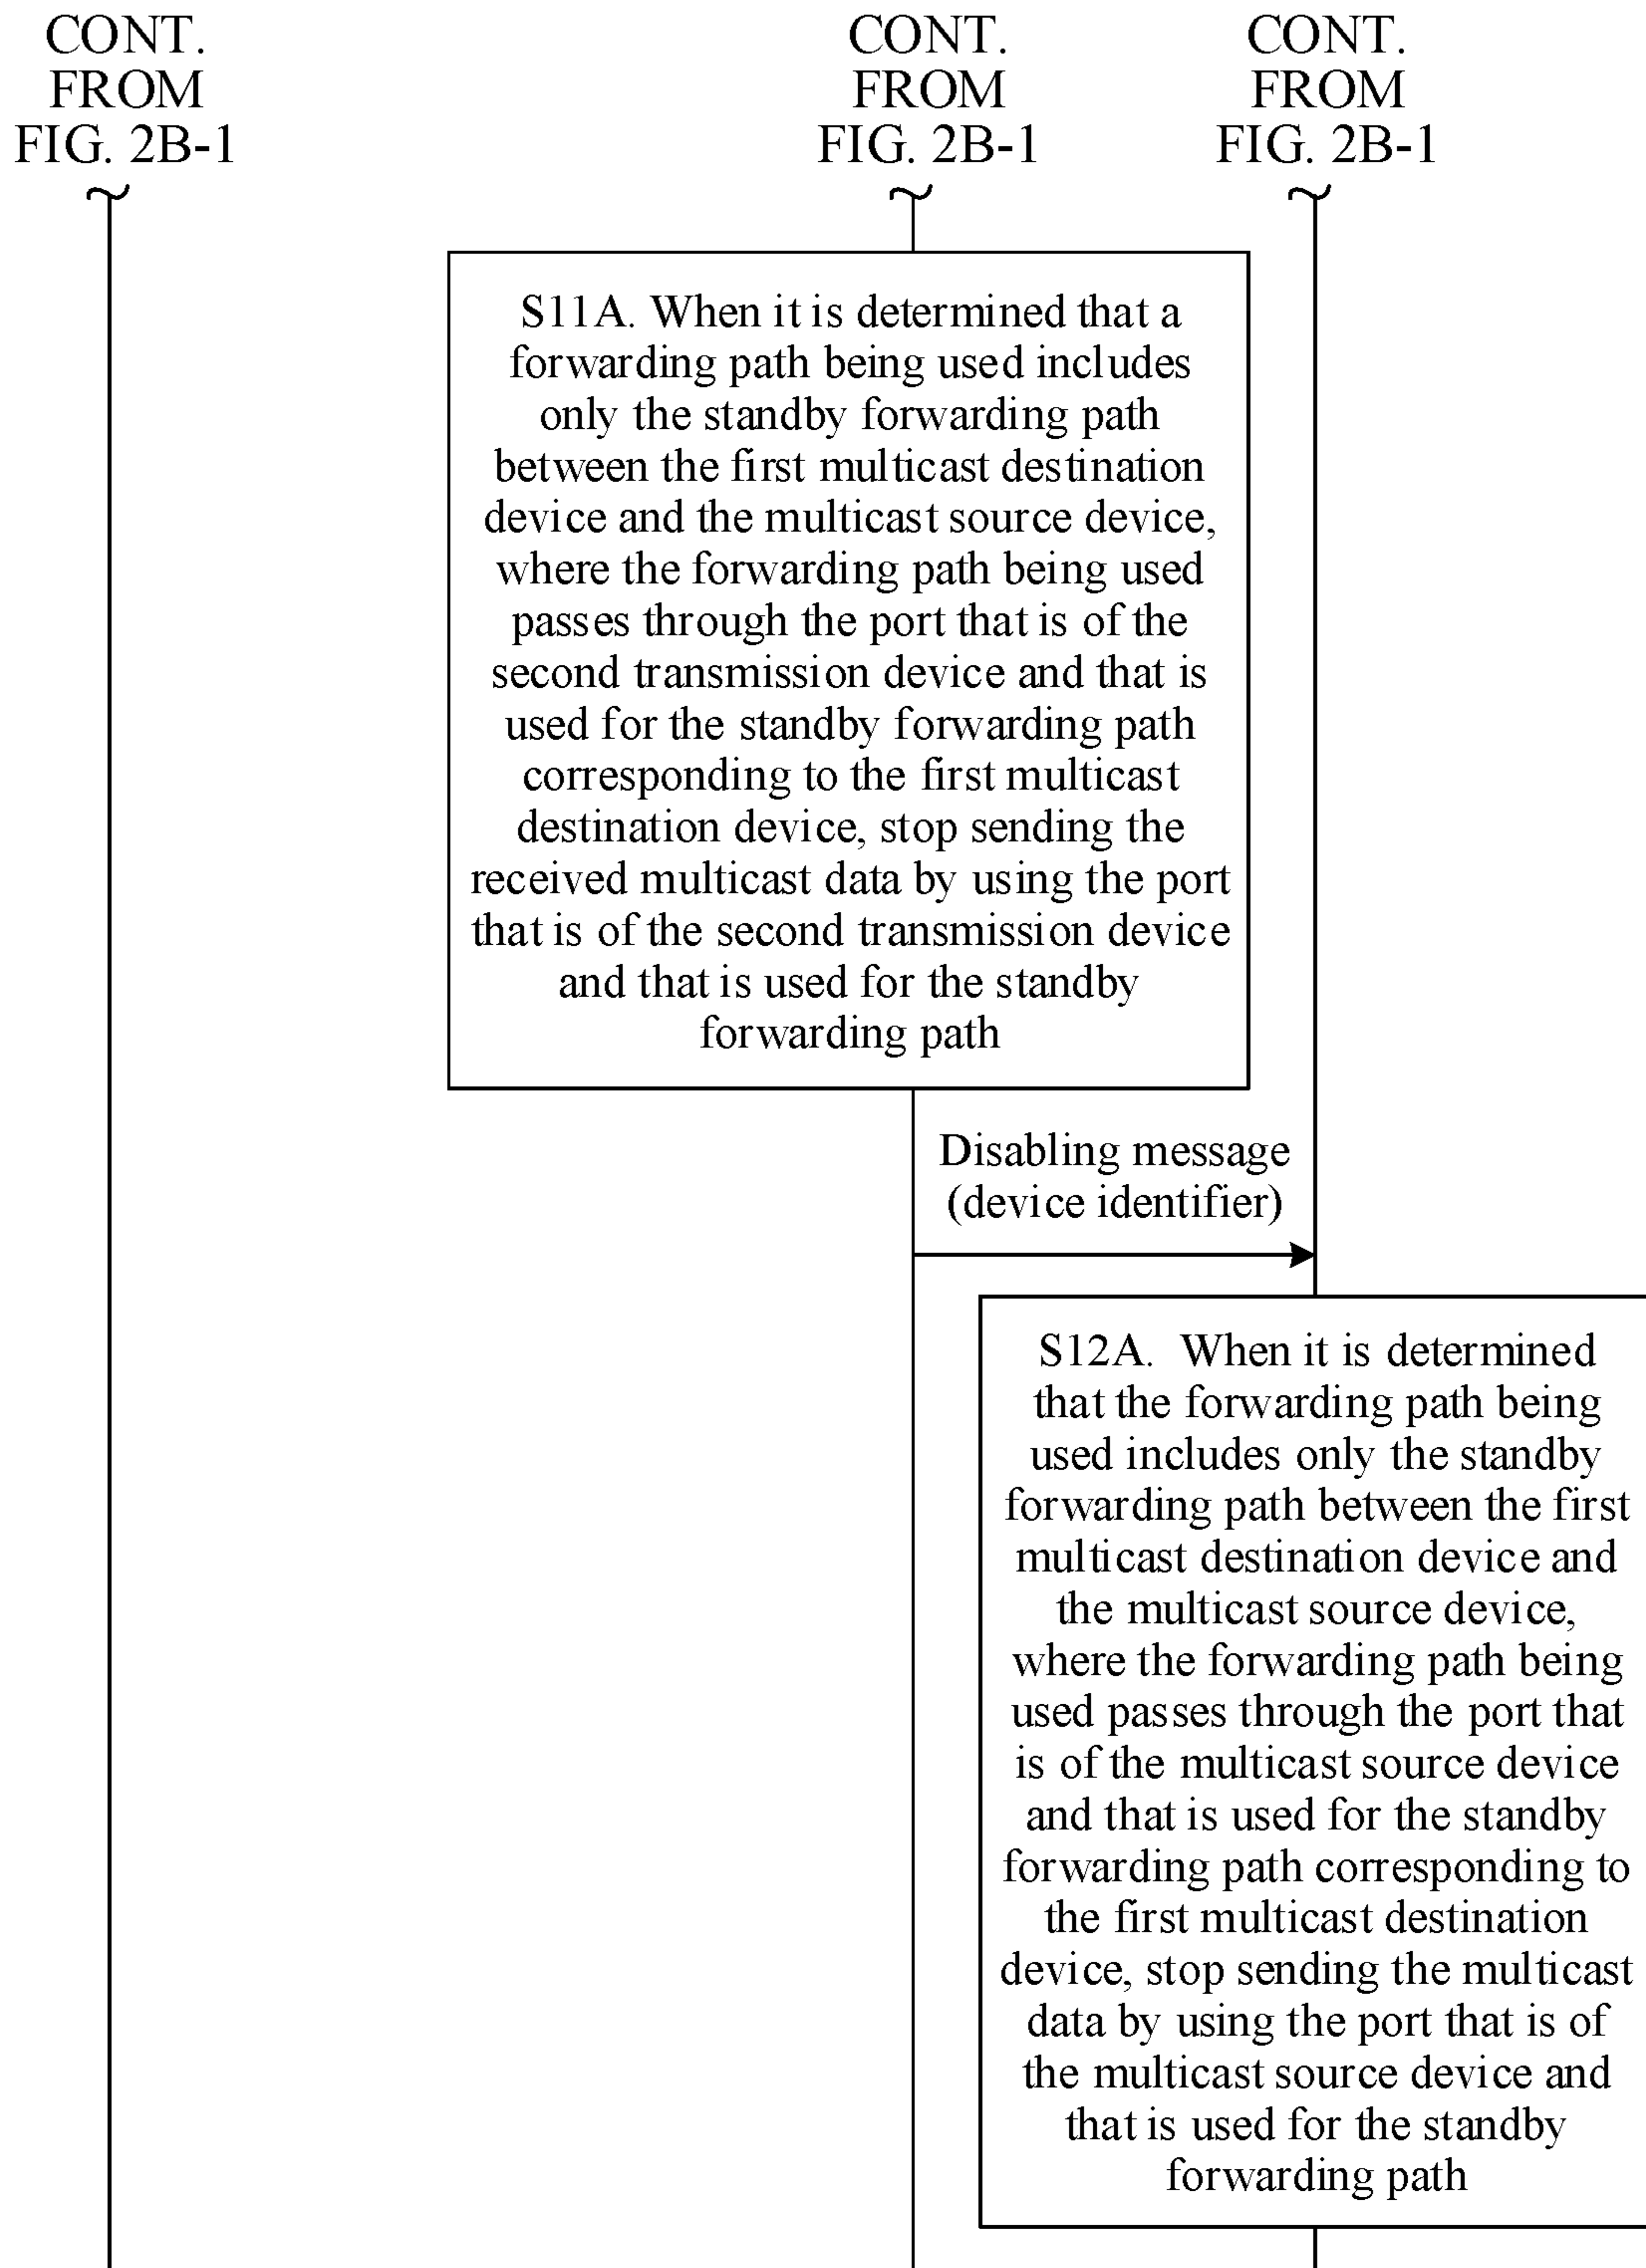 CONT.
FROM
FIG. 2B-1
CONT.
FROM
FIG. 2B-1
CONT.
FROM
FIG. 2B-1
S11A. When it is determined that a
forwarding path being used includes
only the standby forwarding path
between the first multicast destination
device and the multicast source device,
where the forwarding path being used
passes through the port that is of the
second transmission device and that is
used for the standby forwarding path
corresponding to the first multicast
destination device, stop sending the
received multicast data by using the port
that is of the second transmission device
and that is used for the standby
forwarding path
Disabling message
(device identifier)
S12A. When it is determined
that the forwarding path being
used includes only the standby
forwarding path between the first
multicast destination device and
the multicast source device,
where the forwarding path being
used passes through the port that
is of the multicast source device
and that is used for the standby
forwarding path corresponding to
the first multicast destination
device, stop sending the multicast
data by using the port that is of
the multicast source device and
that is used for the standby
forwarding path